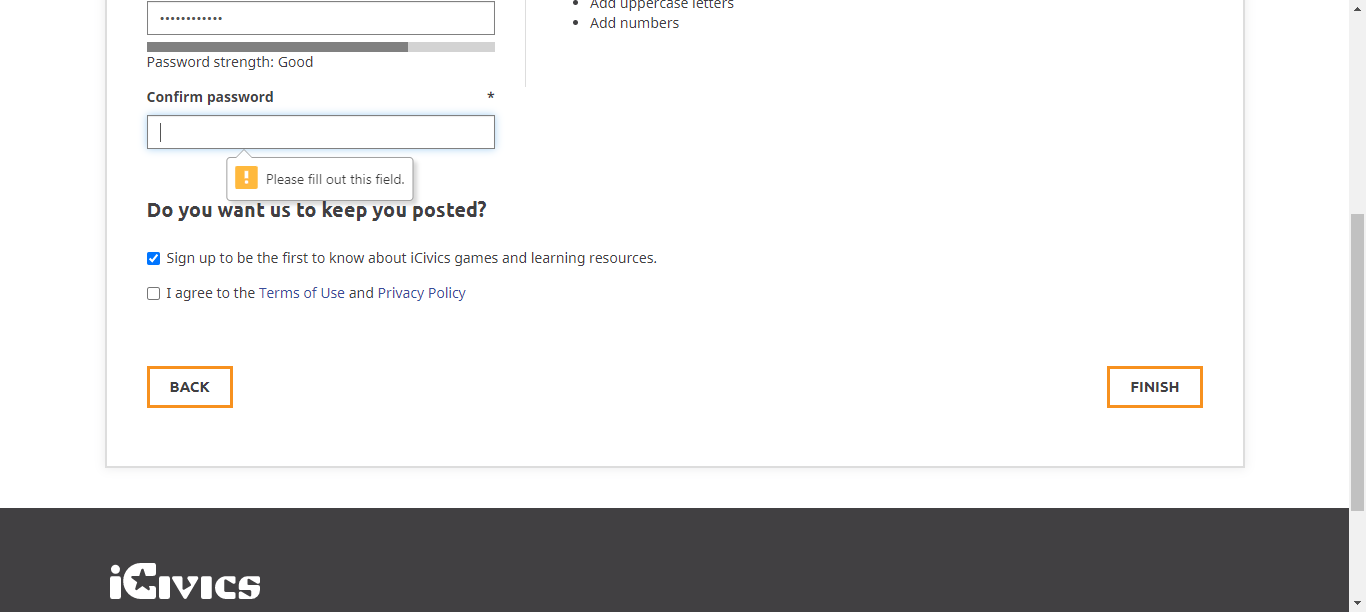 Add uppercase letters
••••••••••••
Add numbers
Password strength: Good
Confirm password *
Please fill out this field.
Do you want us to keep you posted?
Sign up to be the first to know about iCivics games and learning resources.
I agree to the Terms of Use and Privacy Policy
BACK
FINISH
iCivics